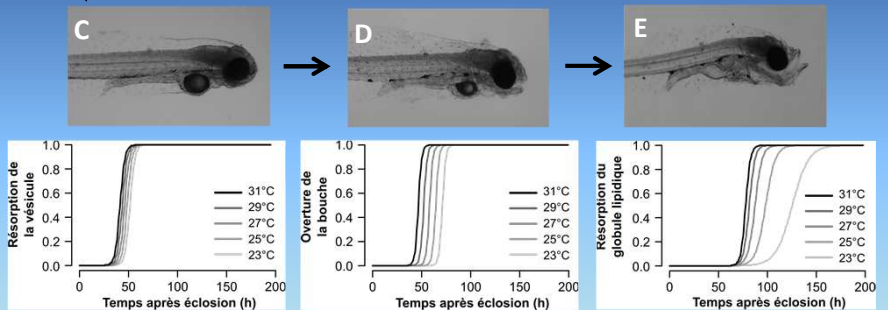 C
D
E
Résorption de
la vésicule
1.0
0.8
0.6
0.4
0.2
0.0
31°C
29°C
27°C
25°C
23°C
0 50 100 150 200
Temps après éclosion (h)
Overture de
la bouche
1.0
0.8
0.6
0.4
0.2
0.0
31°C
29°C
27°C
25°C
23°C
0 50 100 150 200
Temps après éclosion (h)
Résorption du
globule lipidique
1.0
0.8
0.6
0.4
0.2
0.0
31°C
29°C
27°C
25°C
23°C
0 50 100 150 200
Temps après éclosion (h)